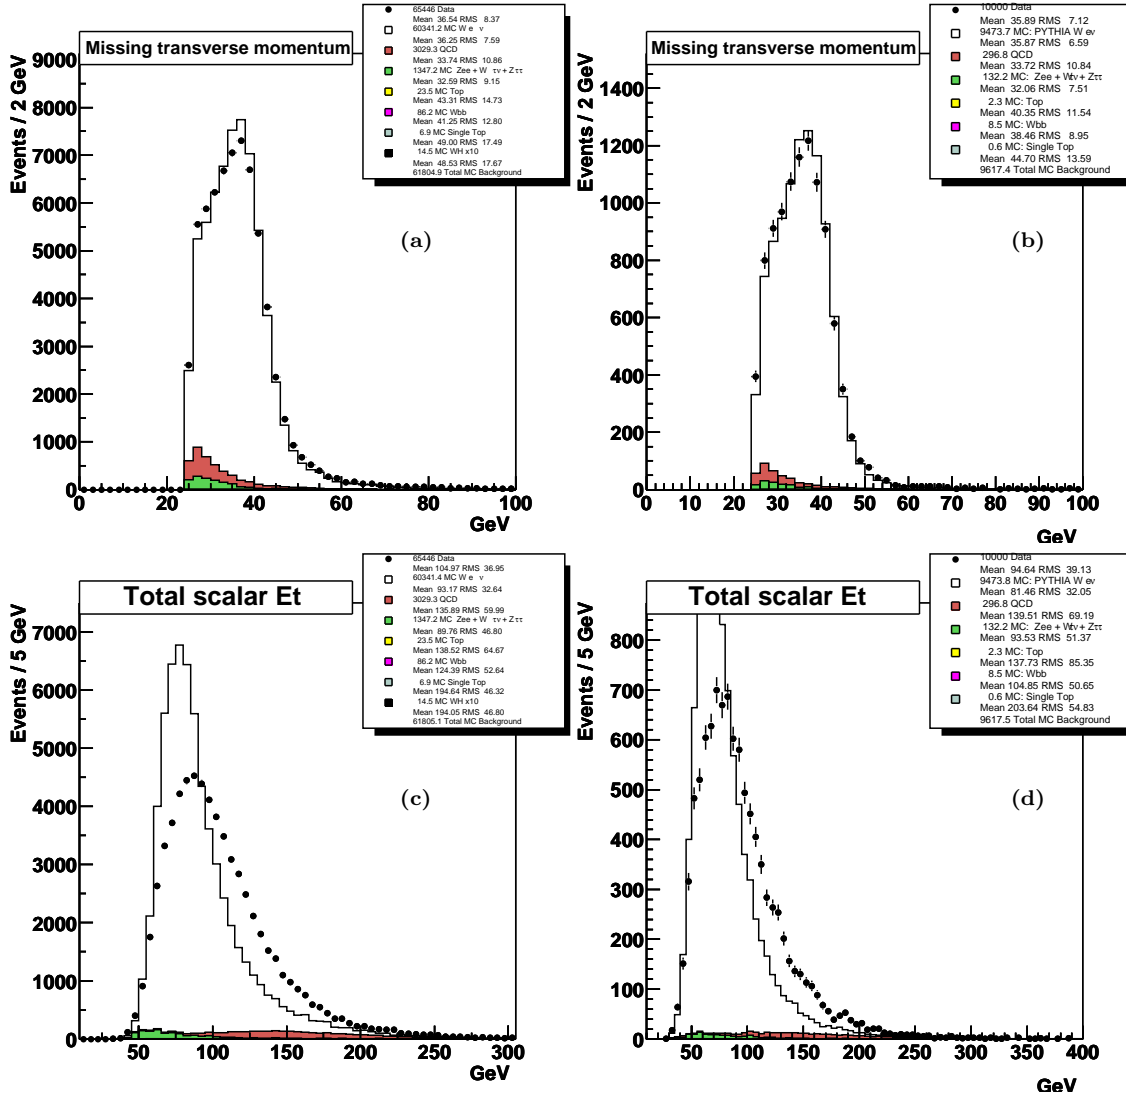 Missing transverse momentum
Events / 2 GeV
9000
8000
7000
6000
5000
4000
3000
2000
1000
0
0 20 40 60 80 100
GeV
65446 Data
Mean 36.54 RMS 8.37
60341.2 MC W e ν
Mean 36.25 RMS 7.59
3029.3 QCD
Mean 33.74 RMS 10.86
1347.2 MC Zee + W τν + Zττ
Mean 32.59 RMS 9.15
23.5 MC Top
Mean 43.31 RMS 14.73
86.2 MC Wbb
Mean 41.25 RMS 12.80
6.9 MC Single Top
Mean 49.00 RMS 17.49
14.5 MC WH x10
Mean 48.53 RMS 17.67
61804.9 Total MC Background
(a)
Missing transverse momentum
Events / 2 GeV
1400
1200
1000
800
600
400
200
0
0 10 20 30 40 50 60 70 80 90 100
GeV
10000 Data
Mean 35.89 RMS 7.12
9473.7 MC: PYTHIA W eν
Mean 35.87 RMS 6.59
296.8 QCD
Mean 33.72 RMS 10.84
132.2 MC: Zee + Wτν + Zττ
Mean 32.06 RMS 7.51
2.3 MC: Top
Mean 40.35 RMS 11.54
8.5 MC: Wbb
Mean 38.46 RMS 8.95
0.6 MC: Single Top
Mean 44.70 RMS 13.59
9617.4 Total MC Background
(b)
Total scalar Et
Events / 5 GeV
7000
6000
5000
4000
3000
2000
1000
0
50 100 150 200 250 300
GeV
65446 Data
Mean 104.97 RMS 36.95
60341.4 MC W e ν
Mean 93.17 RMS 32.64
3029.3 QCD
Mean 135.89 RMS 59.99
1347.2 MC Zee + W τν + Zττ
Mean 89.76 RMS 46.80
23.5 MC Top
Mean 138.52 RMS 64.67
86.2 MC Wbb
Mean 124.39 RMS 52.64
6.9 MC Single Top
Mean 194.64 RMS 46.32
14.5 MC WH x10
Mean 194.05 RMS 46.80
61805.1 Total MC Background
(c)
Total scalar Et
Events / 5 GeV
800
700
600
500
400
300
200
100
0
50 100 150 200 250 300 350 400
GeV
10000 Data
Mean 94.64 RMS 39.13
9473.8 MC: PYTHIA W eν
Mean 81.46 RMS 32.05
296.8 QCD
Mean 139.51 RMS 69.19
132.2 MC: Zee + Wτν + Zττ
Mean 93.53 RMS 51.37
2.3 MC: Top
Mean 137.73 RMS 85.35
8.5 MC: Wbb
Mean 104.85 RMS 50.65
0.6 MC: Single Top
Mean 203.64 RMS 54.83
9617.5 Total MC Background
(d)